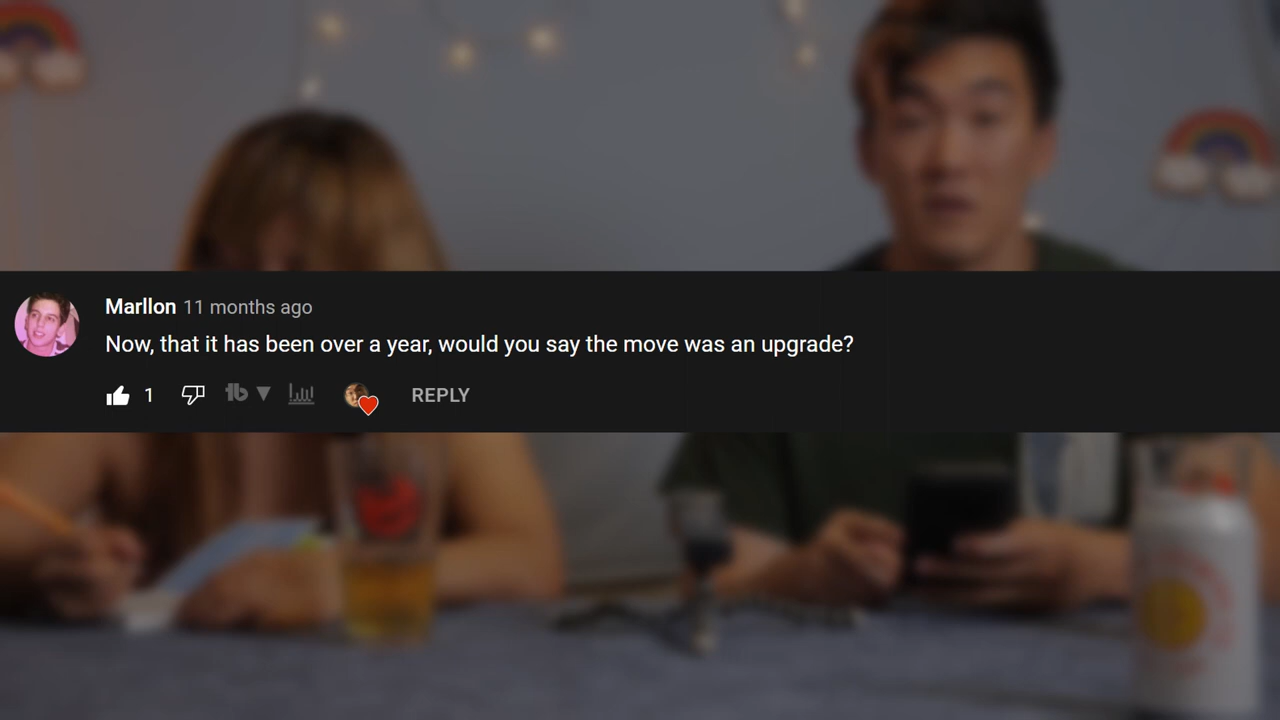 Marllon 11 months ago
Now, that it has been over a year, would you say the move was an upgrade?
1 REPLY